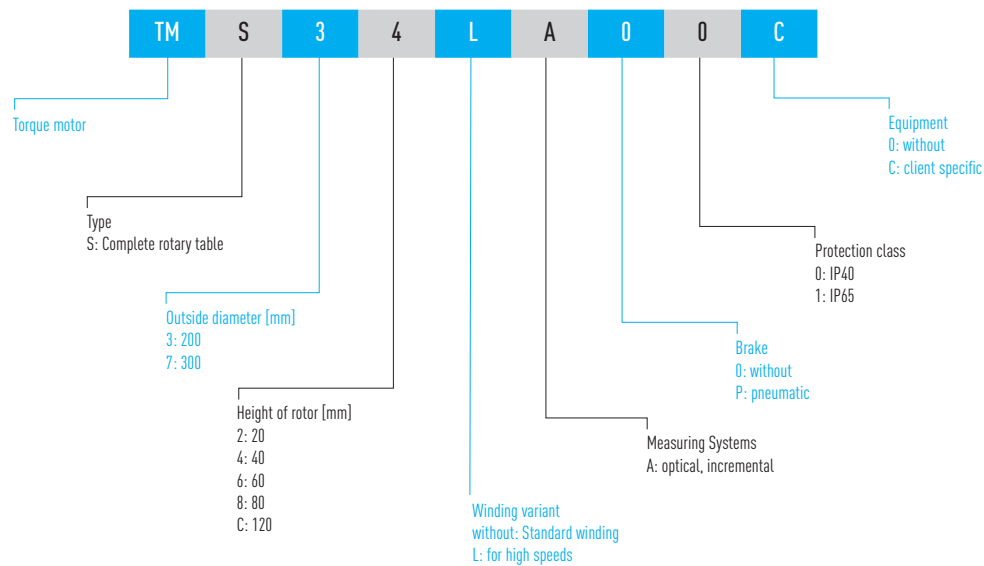 TM S 3 4 L A 0 0 C
Torque motor
Type
S: Complete rotary table
Outside diameter [mm]
3: 200
7: 300
Height of rotor [mm]
2: 20
4: 40
6: 60
8: 80
C: 120
Winding variant
without: Standard winding
L: for high speeds
Measuring Systems
A: optical, incremental
Brake
0: without
P: pneumatic
Protection class
0: IP40
1: IP65
Equipment
0: without
C: client specific